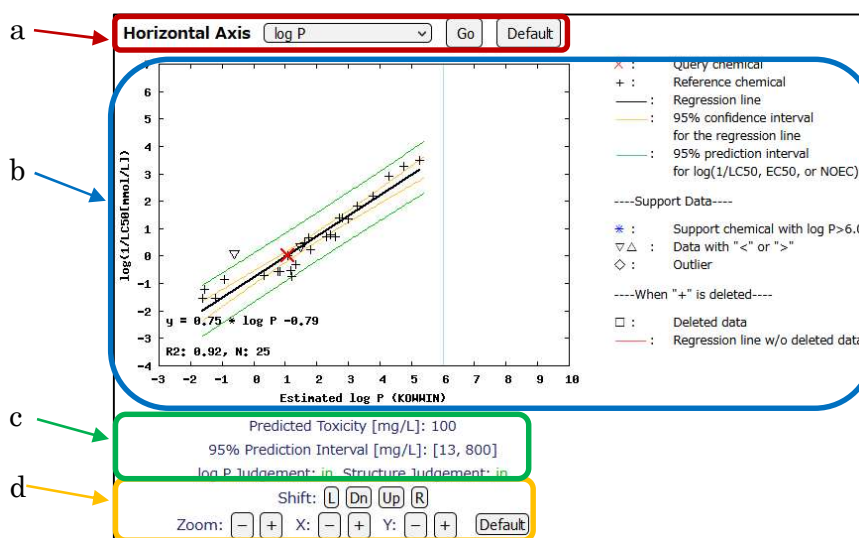 a
Horizontal Axis log P Go Default
b
7
6
5
4
3
2
1
0
-1
-2
-3
-4
log(1/LC50[mmol/L])
y = 0.75 * log P -0.79
R2: 0.92, N: 25
-3 -2 -1 0 1 2 3 4 5 6 7 8 9 10
Estimated log P (KOWWIN)
× : Query chemical
+ : Reference chemical
: Regression line
: 95% confidence interval
for the regression line
: 95% prediction interval
for log(1/LC50, EC50, or NOEC)
----Support Data----
* : Support chemical with log P>6.0
▽△ : Data with "<" or ">"
◇ : Outlier
----When "+" is deleted----
□ : Deleted data
: Regression line w/o deleted data
c
Predicted Toxicity [mg/L]: 100
95% Prediction Interval [mg/L]: [13, 800]
log P Judgement: in Structure Judgement: in
d
Shift: L Dn Up R
Zoom: − + X: − + Y: − + Default